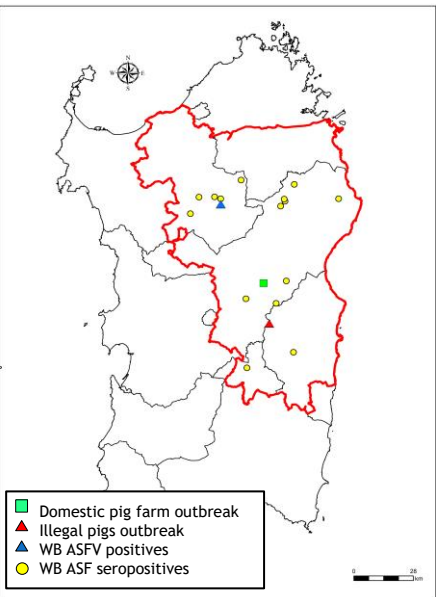 N
W E
S
Domestic pig farm outbreak
Illegal pigs outbreak
WB ASFV positives
WB ASF seropositives
0 28
km